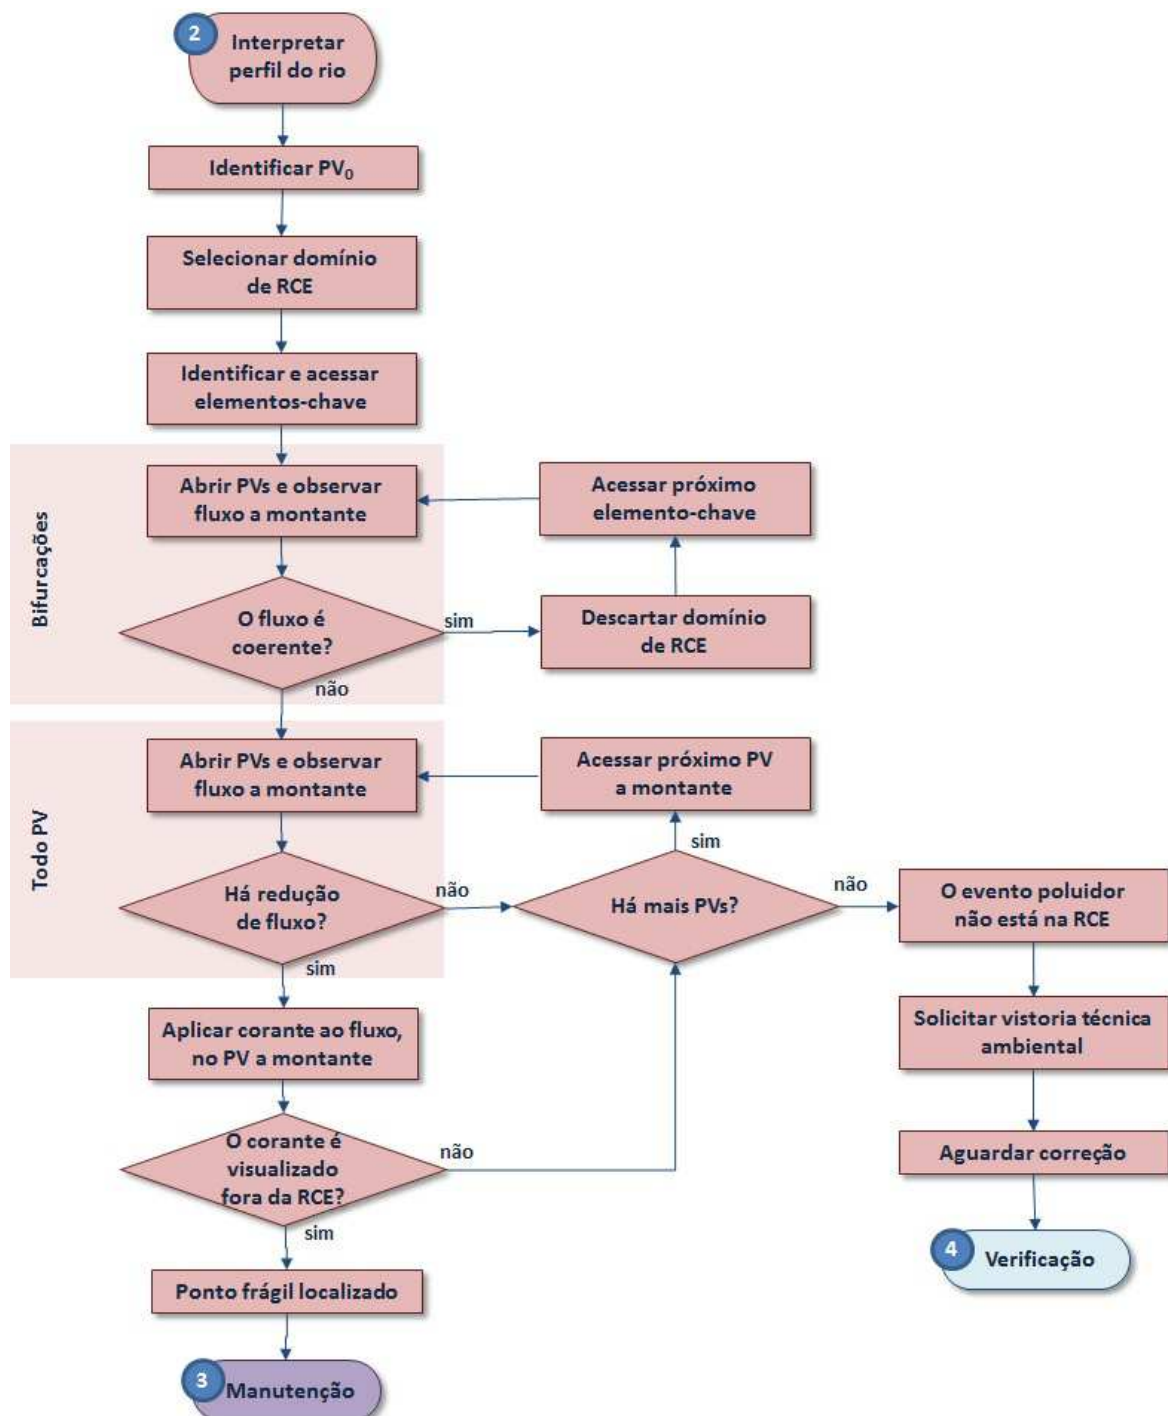 2
Interpretar
perfil do rio
Identificar PV₀
Selecionar domínio
de RCE
Identificar e acessar
elementos-chave
Bifurcações
Abrir PVs e observar
fluxo a montante
Acessar próximo
elemento-chave
O fluxo é
coerente?
sim
Descartar domínio
de RCE
não
Todo PV
Abrir PVs e observar
fluxo a montante
Acessar próximo PV
a montante
sim
Há redução
de fluxo?
não
Há mais PVs?
não
O evento poluidor
não está na RCE
sim
Aplicar corante ao fluxo,
no PV a montante
Solicitar vistoria técnica
ambiental
O corante é
visualizado
fora da RCE?
não
Aguardar correção
sim
4
Verificação
Ponto frágil localizado
3
Manutenção